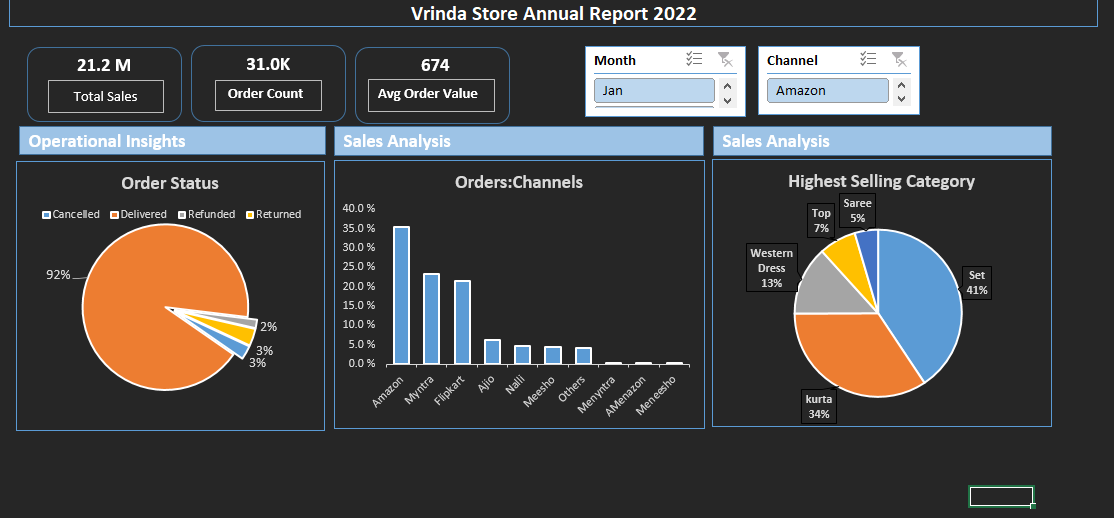 Vrinda Store Annual Report 2022
21.2 M
Total Sales
31.0K
Order Count
674
Avg Order Value
Month
Jan
Channel
Amazon
Operational Insights
Sales Analysis
Sales Analysis
Order Status
Cancelled Delivered Refunded Returned
92%
2%
3%
3%
Orders:Channels
40.0 %
35.0 %
30.0 %
25.0 %
20.0 %
15.0 %
10.0 %
5.0 %
0.0 %
Amazon
Myntra
Flipkart
Ajio
Nalli
Meesho
Others
Menyntra
AMenazon
Meneesho
Highest Selling Category
Saree
5%
Top
7%
Western
Dress
13%
Set
41%
kurta
34%